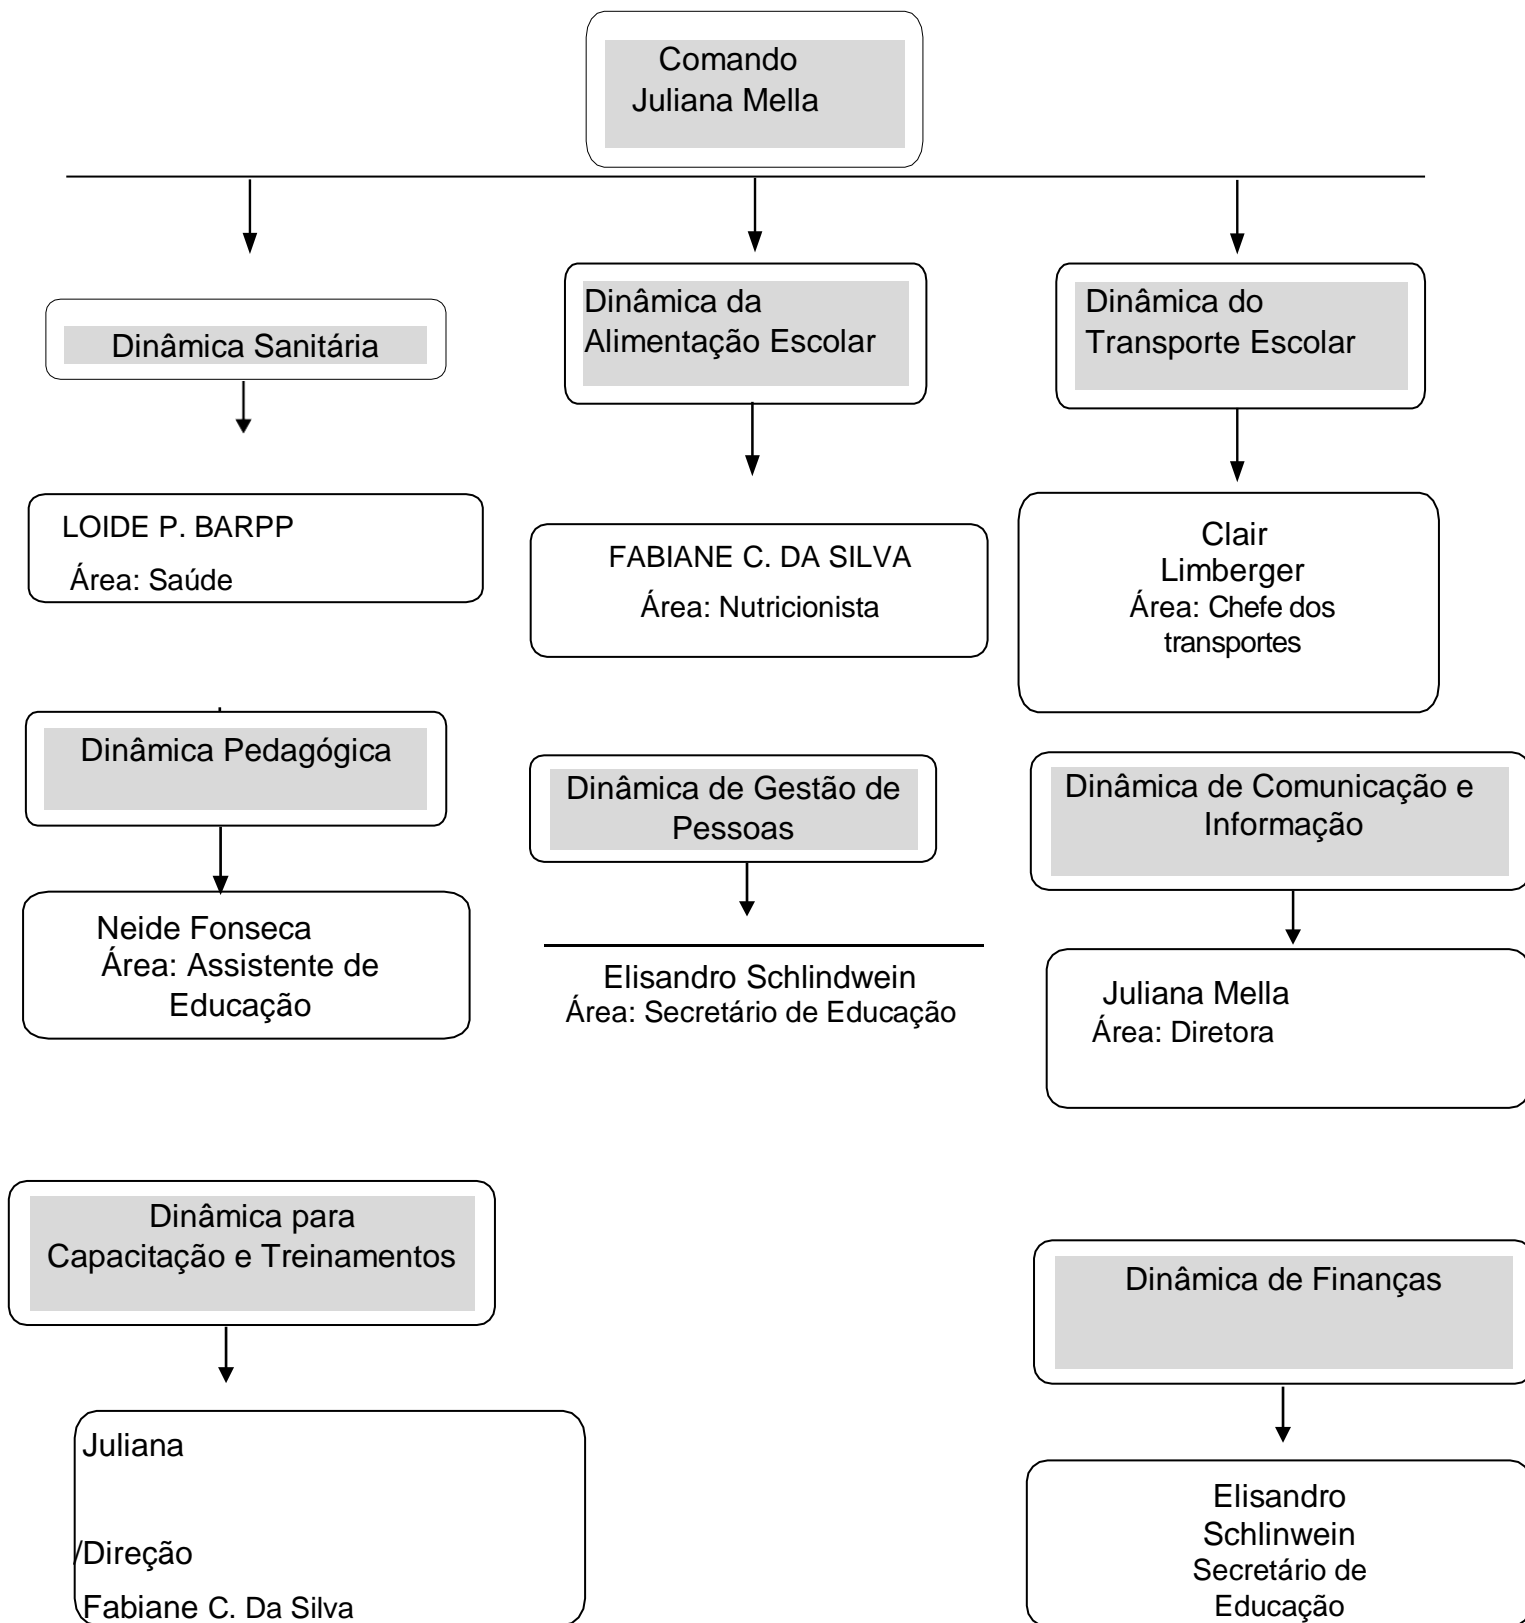 Comando
Juliana Mella
Dinâmica Sanitária
Dinâmica da
Alimentação Escolar
Dinâmica do
Transporte Escolar
LOIDE P. BARPP
Área: Saúde
FABIANE C. DA SILVA
Área: Nutricionista
Clair
Limberger
Área: Chefe dos
transportes
Dinâmica Pedagógica
Dinâmica de Gestão de
Pessoas
Dinâmica de Comunicação e
Informação
Neide Fonseca
Área: Assistente de
Educação
Elisandro Schlindwein
Área: Secretário de Educação
Juliana Mella
Área: Diretora
Dinâmica para
Capacitação e Treinamentos
Dinâmica de Finanças
Juliana
/Direção
Fabiane C. Da Silva
Elisandro
Schlinwein
Secretário de
Educação